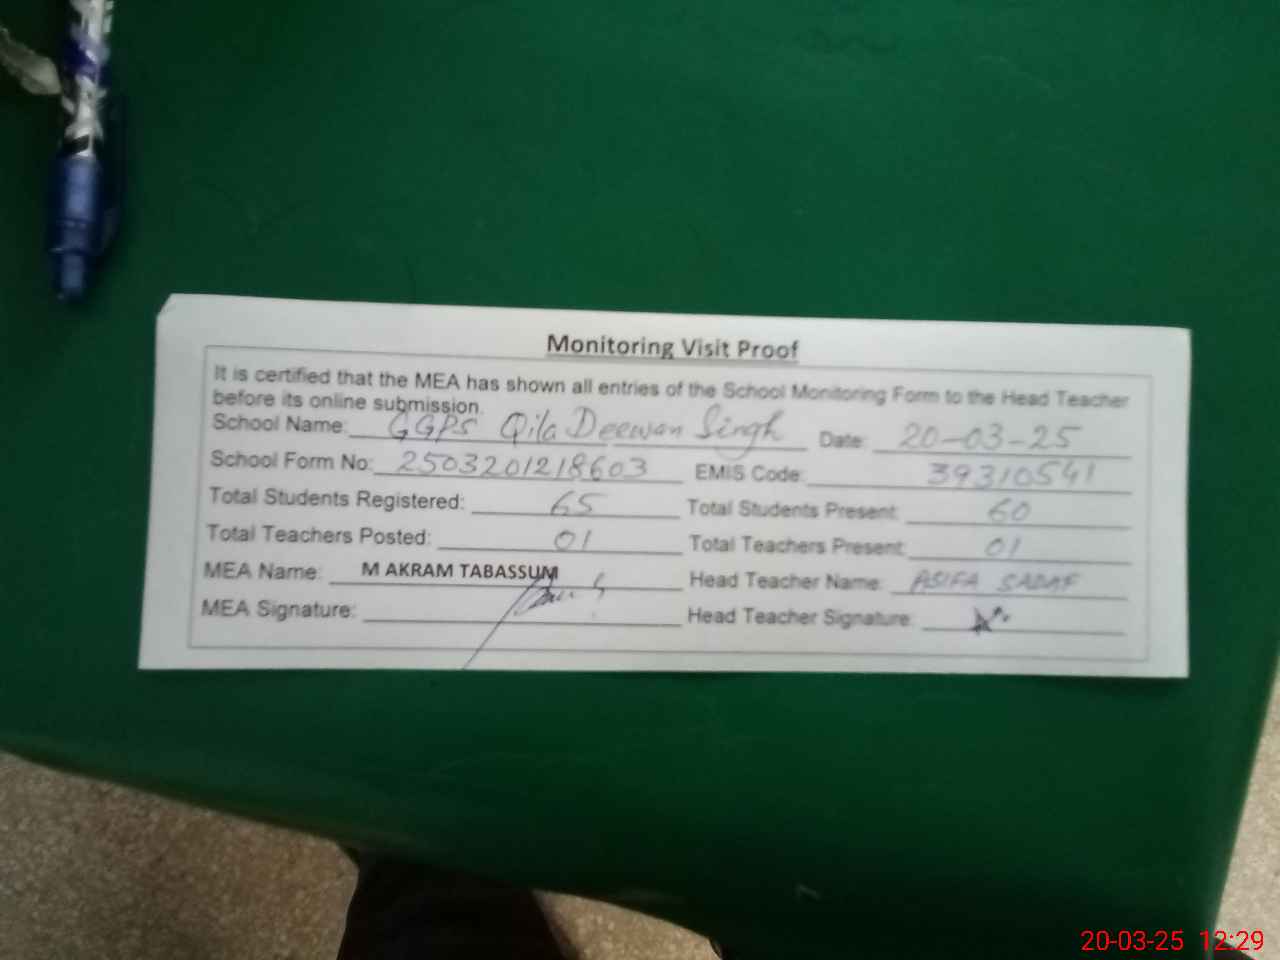 Monitoring Visit Proof
It is certified that the MEA has shown all entries of the School Monitoring Form to the Head Teacher
before its online submission.
School Name: GGPS Qila Deewan Singh Date: 20-03-25
School Form No: 2503201218603 EMIS Code: 39310541
Total Students Registered: 65 Total Students Present: 60
Total Teachers Posted: 01 Total Teachers Present: 01
MEA Name: M AKRAM TABASSUM Head Teacher Name: ASIFA SADAF
MEA Signature: Head Teacher Signature:
20-03-25 12:29